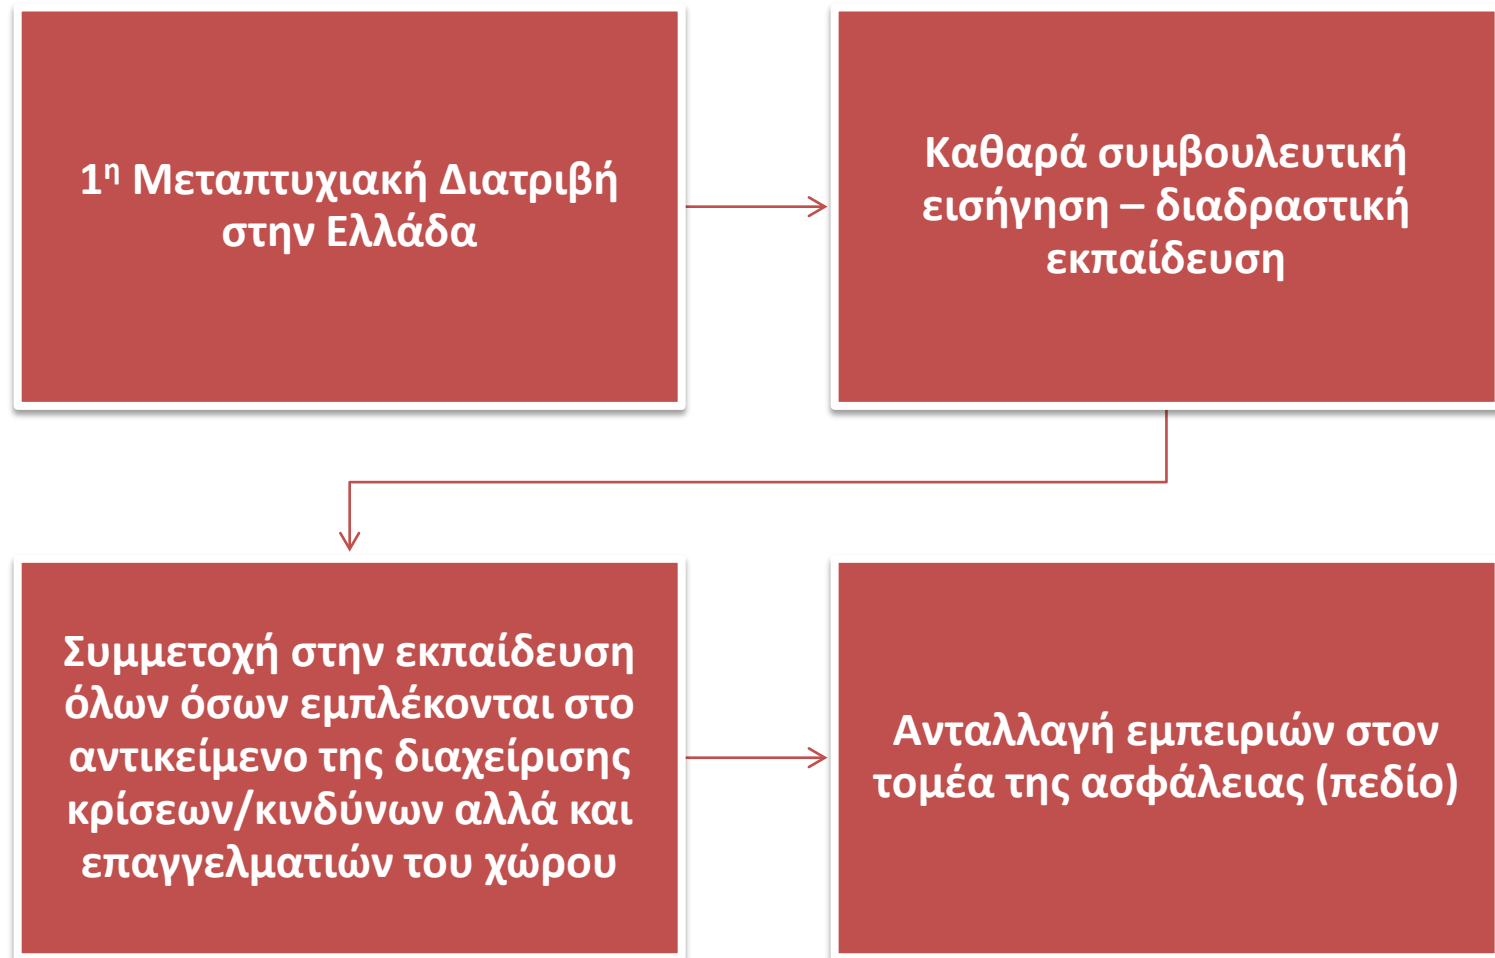 1η Μεταπτυχιακή Διατριβή
στην Ελλάδα
Καθαρά συμβουλευτική
εισήγηση – διαδραστική
εκπαίδευση
Συμμετοχή στην εκπαίδευση
όλων όσων εμπλέκονται στο
αντικείμενο της διαχείρισης
κρίσεων/κινδύνων αλλά και
επαγγελματιών του χώρου
Ανταλλαγή εμπειριών στον
τομέα της ασφάλειας (πεδίο)